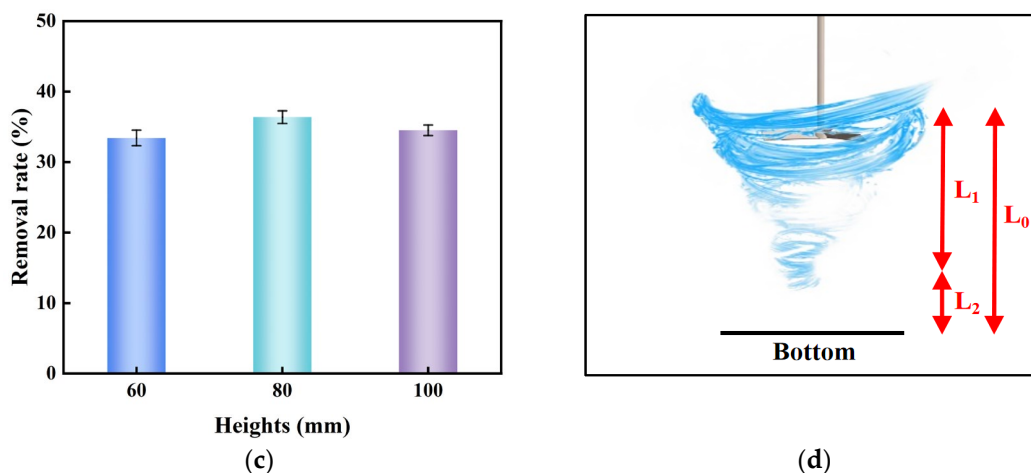 50
40
30
20
10
0
Removal rate (%)
60 80 100
Heights (mm)
(c)
L₁
L₀
L₂
Bottom
(d)